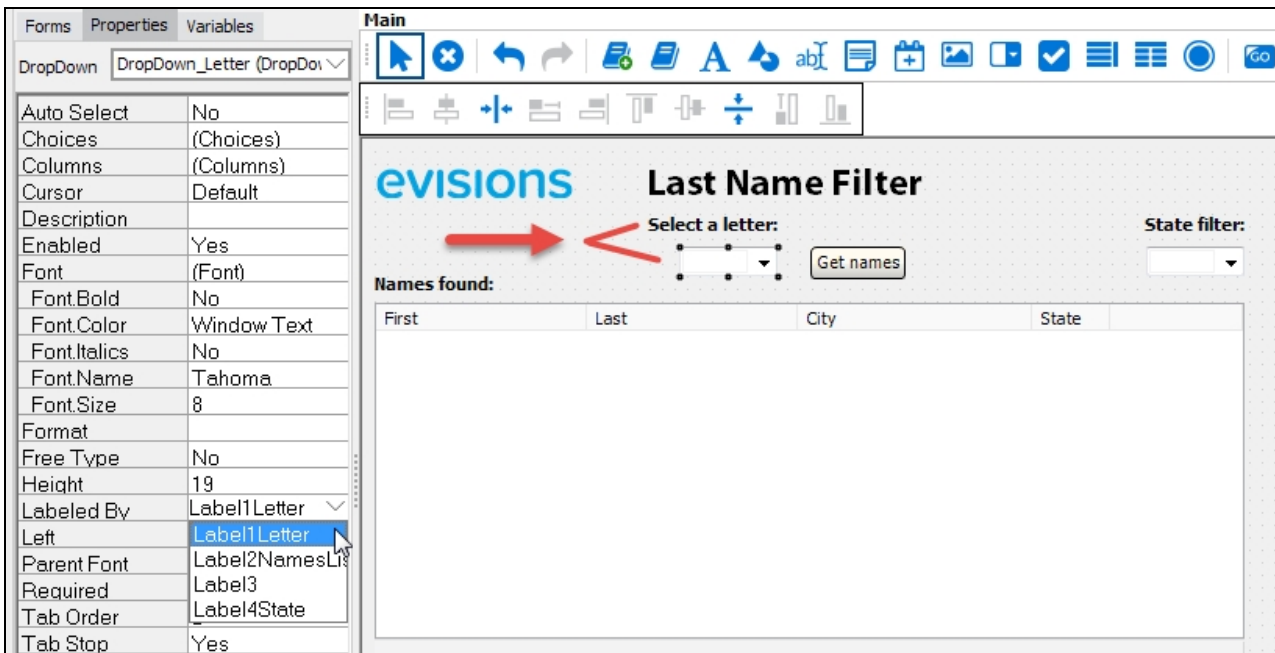 Forms Properties Variables
DropDown DropDown_Letter (DropDov
Auto Select No
Choices (Choices)
Columns (Columns)
Cursor Default
Description
Enabled Yes
Font (Font)
Font.Bold No
Font.Color Window Text
Font.Italics No
Font.Name Tahoma
Font.Size 8
Format
Free Type No
Height 19
Labeled By Label1Letter
Left Label1Letter
Parent Font Label2NamesLis
Required Label3
Tab Order Label4State
Tab Stop Yes
Main
A abI GO
evisions Last Name Filter
Select a letter: State filter:
Get names
Names found:
First Last City State